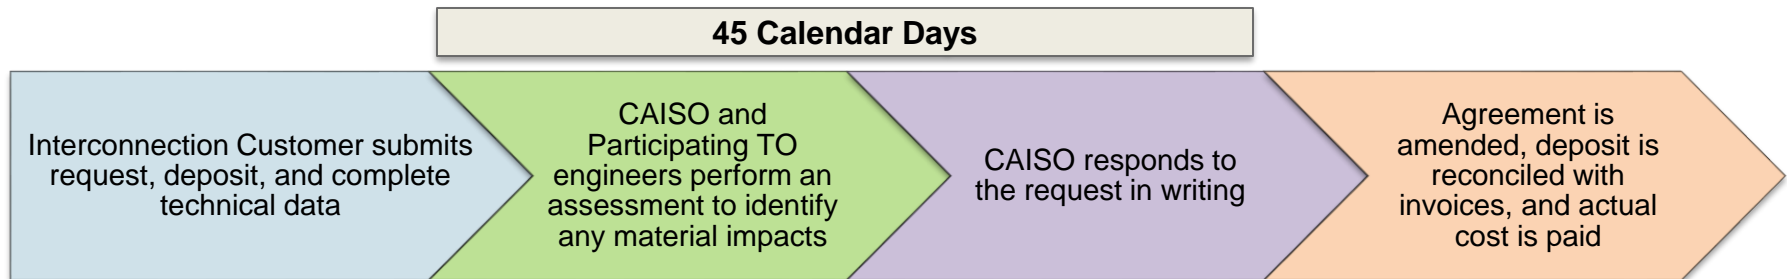 45 Calendar Days
Interconnection Customer submits
request, deposit, and complete
technical data
CAISO and
Participating TO
engineers perform an
assessment to identify
any material impacts
CAISO responds to
the request in writing
Agreement is
amended, deposit is
reconciled with
invoices, and actual
cost is paid